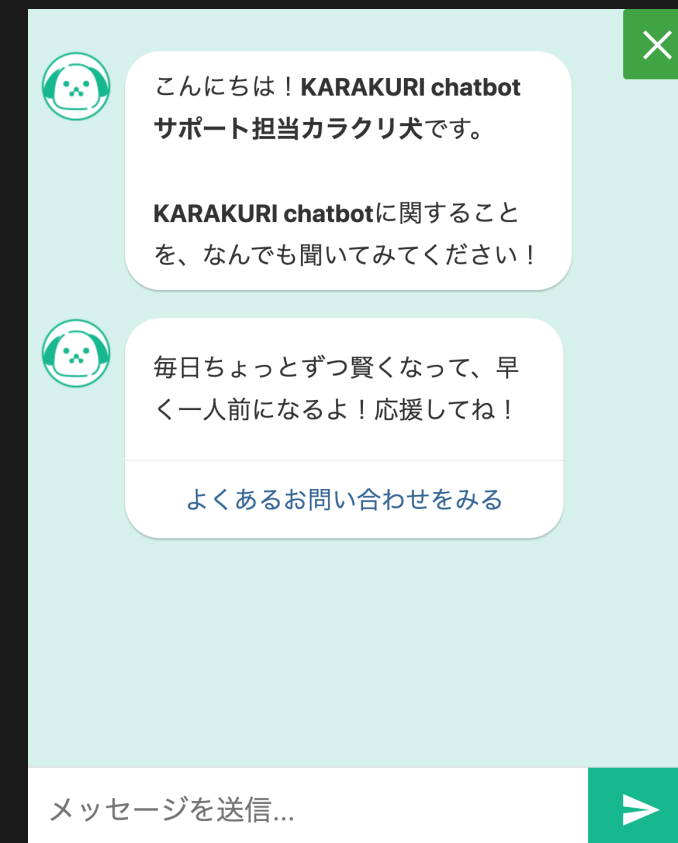 こんにちは！KARAKURI chatbot
サポート担当カラクリ犬です。
KARAKURI chatbotに関すること
を、なんでも聞いてみてください！
毎日ちょっとずつ賢くなって、早
く一人前になるよ！応援してね！
よくあるお問い合わせをみる
メッセージを送信...